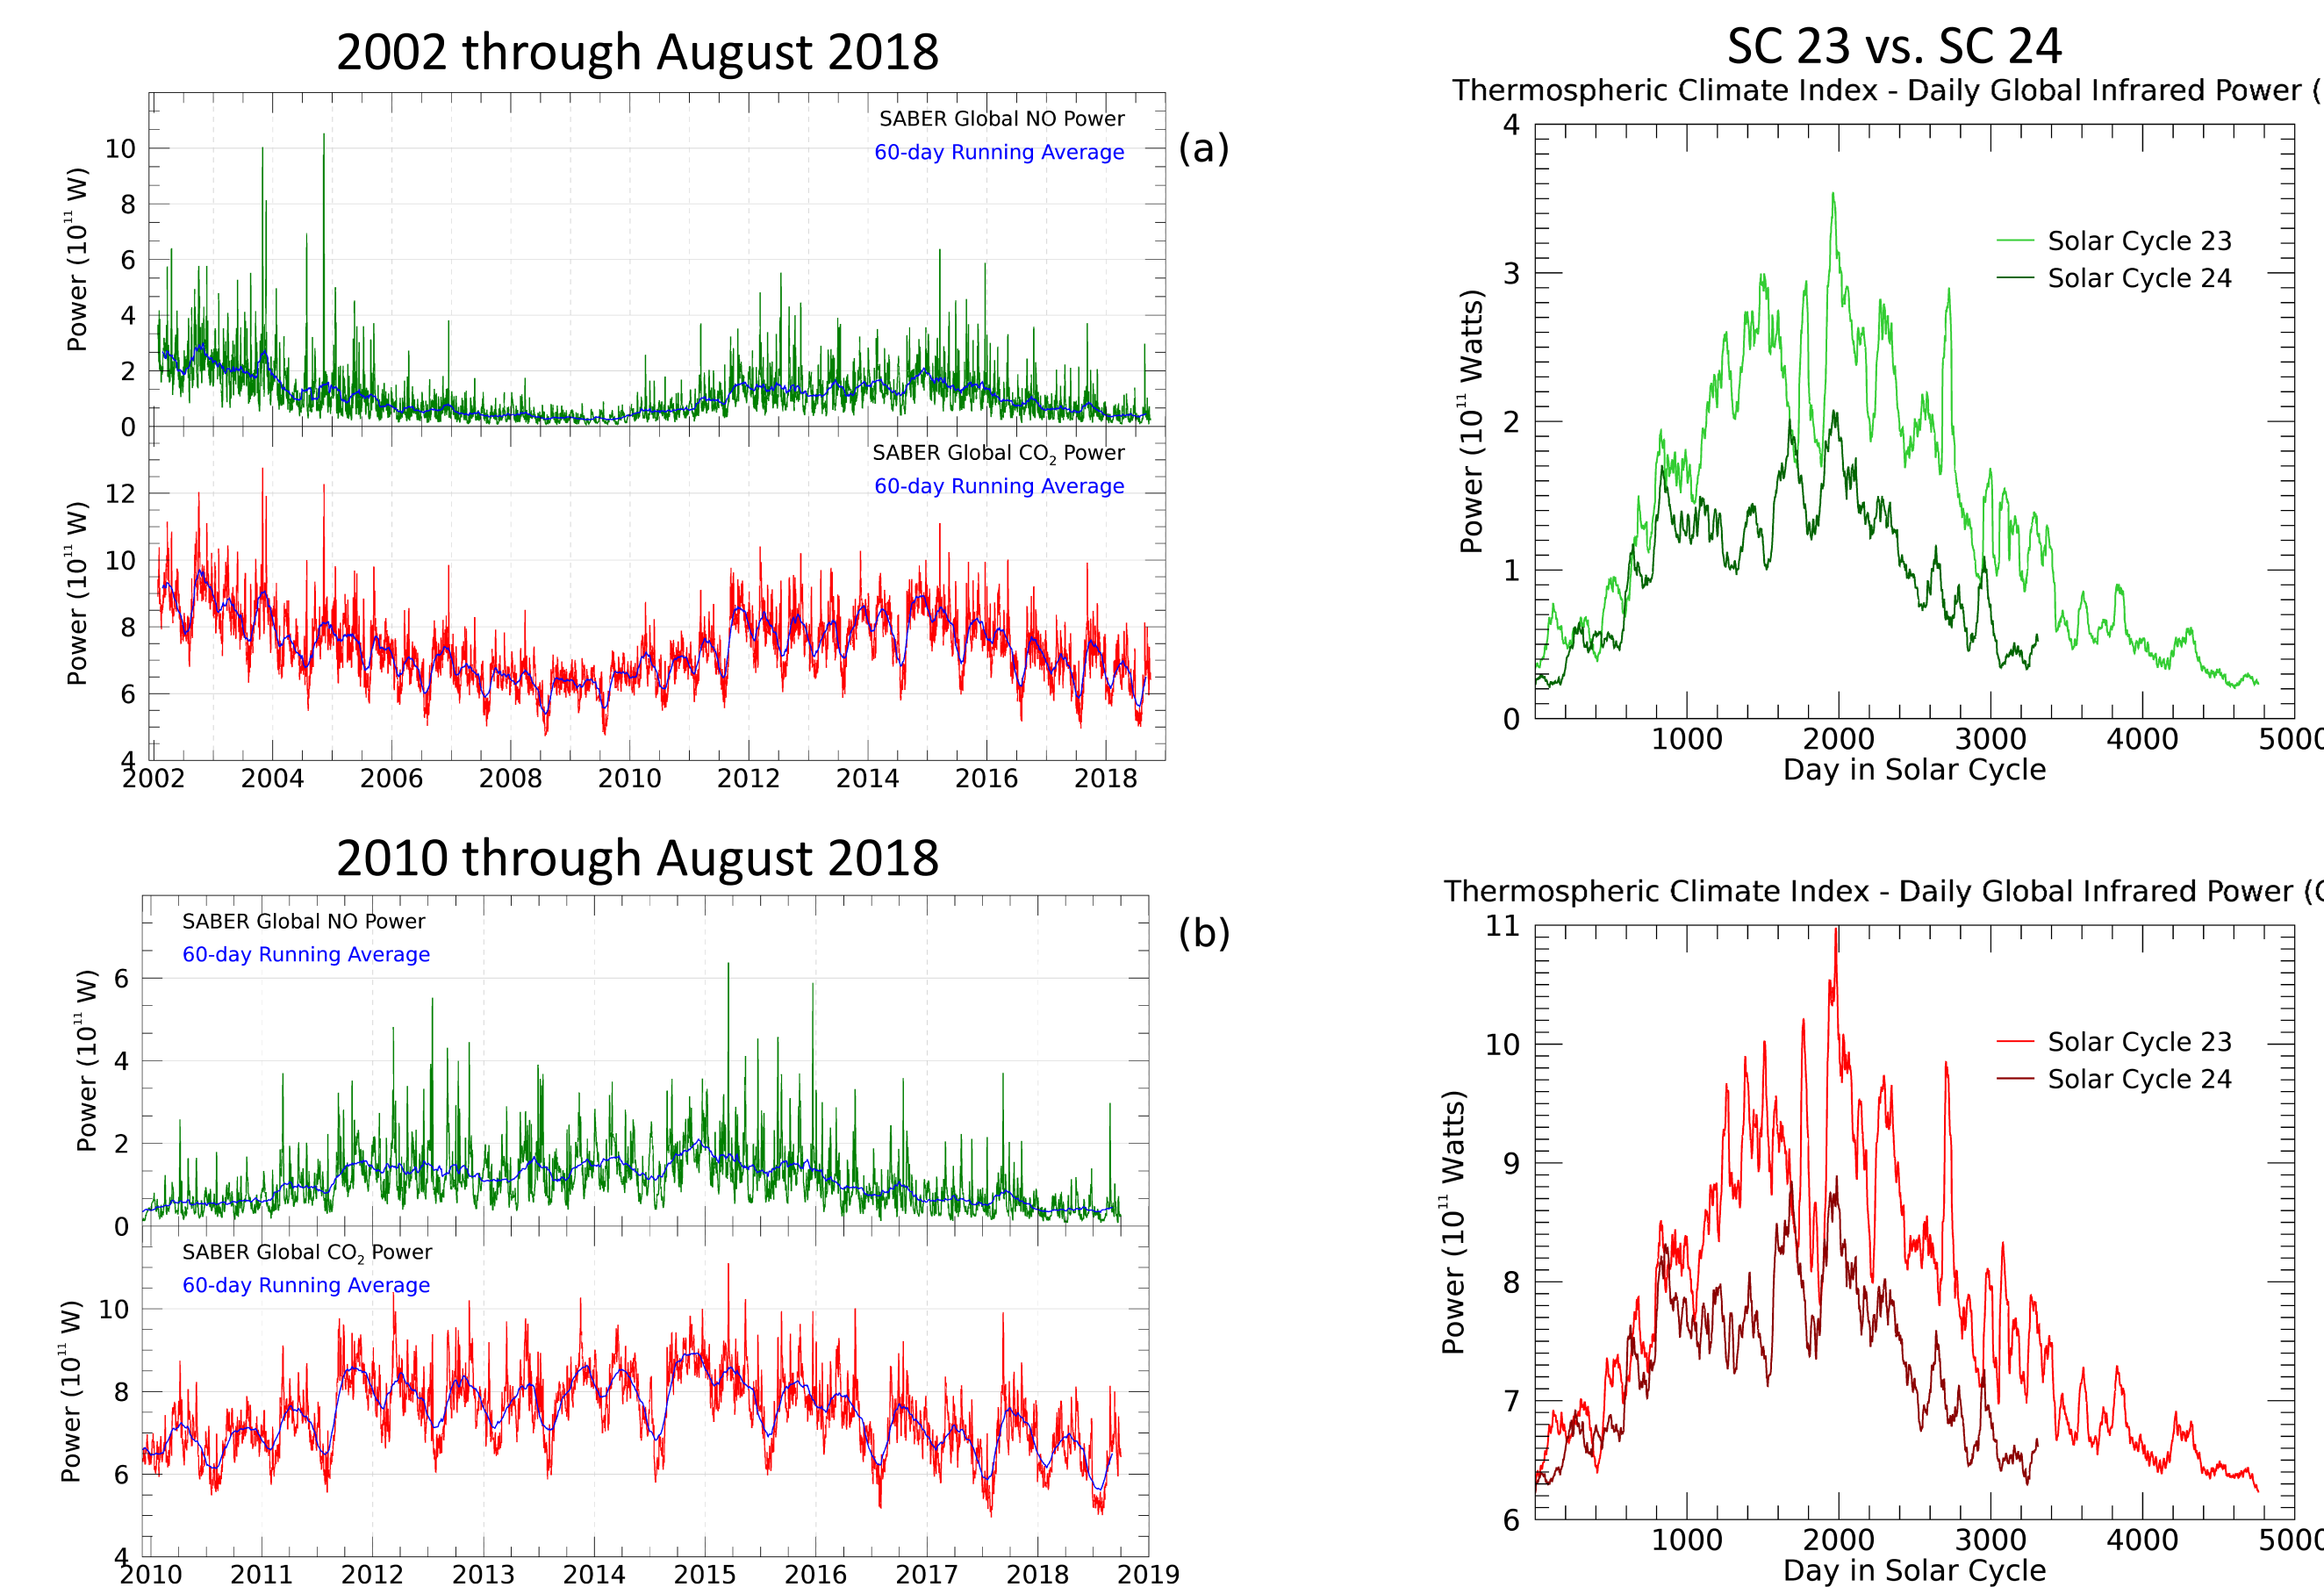 2002 through August 2018
SABER Global NO Power
60-day Running Average
(a)
Power (10¹¹ W)
10
8
6
4
2
0
SABER Global CO₂ Power
60-day Running Average
Power (10¹¹ W)
12
10
8
6
4
2002 2004 2006 2008 2010 2012 2014 2016 2018
2010 through August 2018
SABER Global NO Power
60-day Running Average
(b)
Power (10¹¹ W)
6
4
2
0
SABER Global CO₂ Power
60-day Running Average
Power (10¹¹ W)
10
8
6
4
2010 2011 2012 2013 2014 2015 2016 2017 2018 2019
SC 23 vs. SC 24
Thermospheric Climate Index - Daily Global Infrared Power (
4
3
2
1
0
Power (10¹¹ Watts)
Solar Cycle 23
Solar Cycle 24
1000 2000 3000 4000 5000
Day in Solar Cycle
Thermospheric Climate Index - Daily Global Infrared Power (
11
10
9
8
7
6
Power (10¹¹ Watts)
Solar Cycle 23
Solar Cycle 24
1000 2000 3000 4000 5000
Day in Solar Cycle